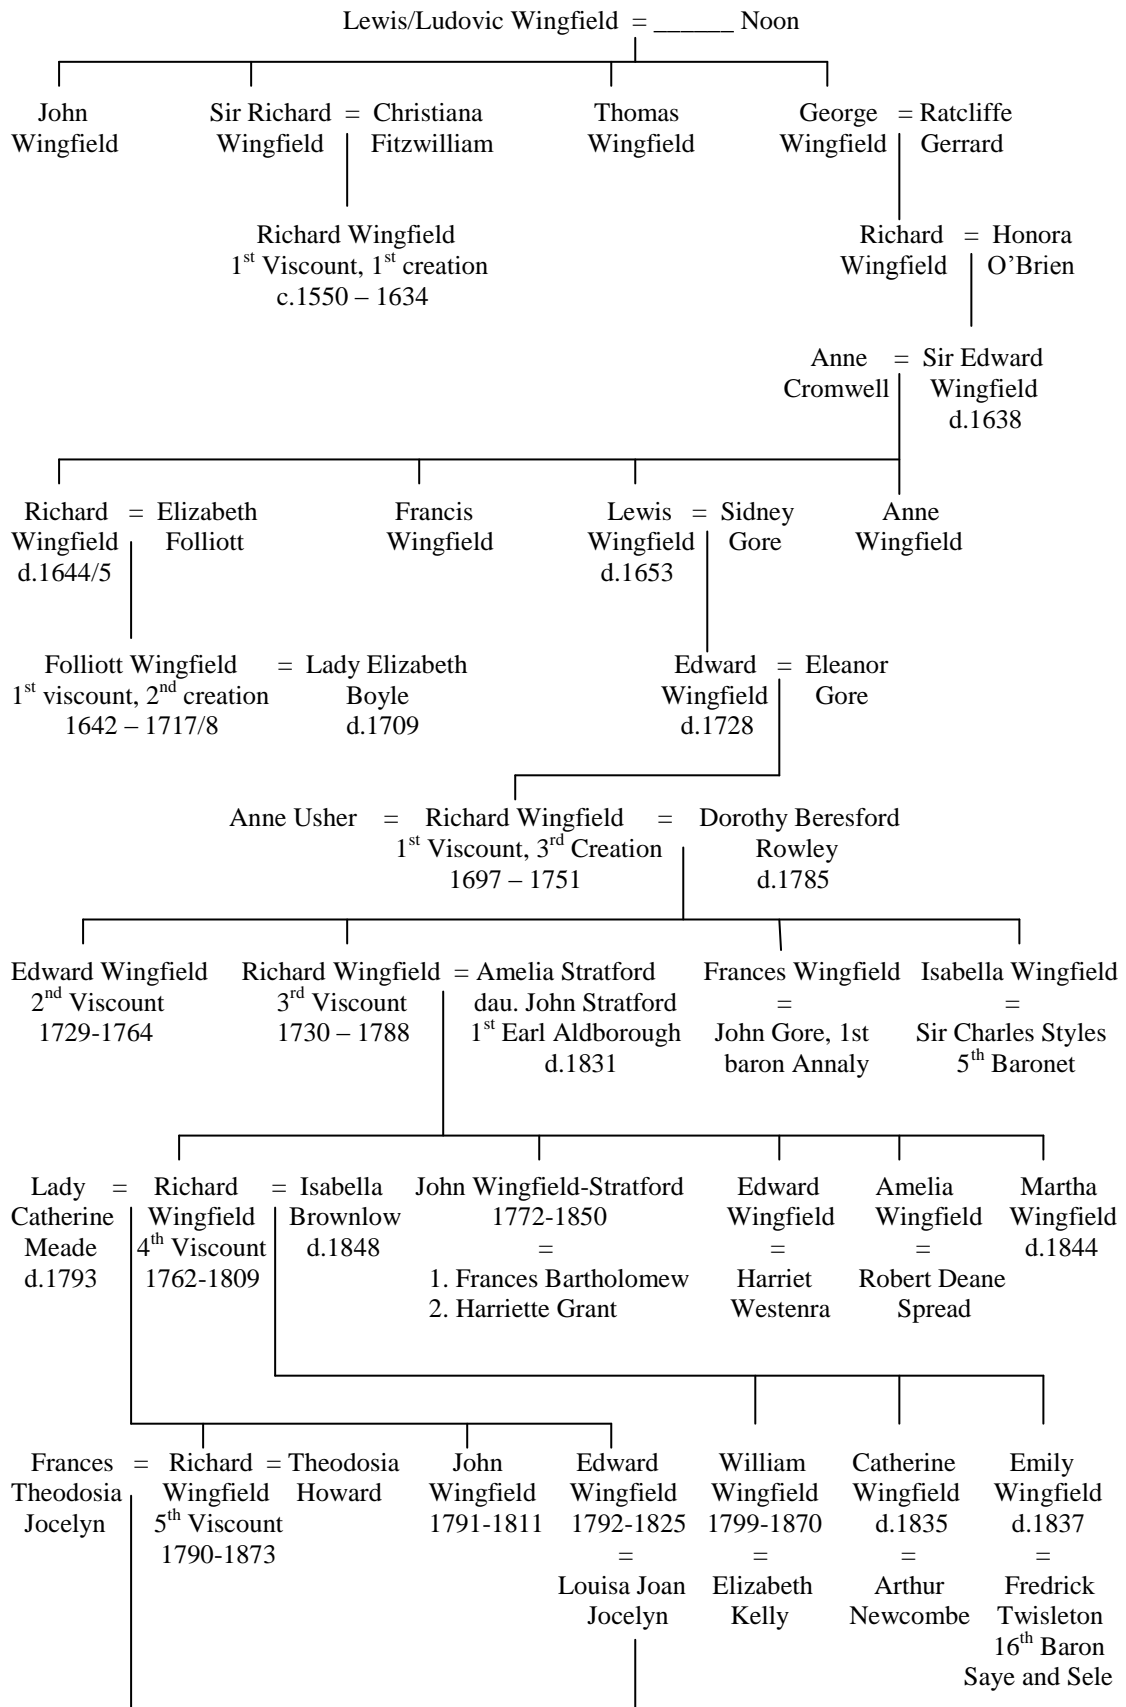 Lewis/Ludovic Wingfield = ______ Noon
John Sir Richard = Christiana Thomas George = Ratcliffe
Wingfield Wingfield Fitzwilliam Wingfield Wingfield Gerrard
Richard Wingfield Richard = Honora
1st Viscount, 1st creation Wingfield O'Brien
c.1550 – 1634
Anne = Sir Edward
Cromwell Wingfield
d.1638
Richard = Elizabeth Francis Lewis = Sidney Anne
Wingfield Folliott Wingfield Wingfield Gore Wingfield
d.1644/5 d.1653
Folliott Wingfield = Lady Elizabeth Edward = Eleanor
1st viscount, 2nd creation Boyle Wingfield Gore
1642 – 1717/8 d.1709 d.1728
Anne Usher = Richard Wingfield = Dorothy Beresford
1st Viscount, 3rd Creation Rowley
1697 – 1751 d.1785
Edward Wingfield Richard Wingfield = Amelia Stratford Frances Wingfield Isabella Wingfield
2nd Viscount 3rd Viscount dau. John Stratford = =
1729-1764 1730 – 1788 1st Earl Aldborough John Gore, 1st Sir Charles Styles
d.1831 baron Annaly 5th Baronet
Lady = Richard = Isabella John Wingfield-Stratford Edward Amelia Martha
Catherine Wingfield Brownlow 1772-1850 Wingfield Wingfield Wingfield
Meade 4th Viscount d.1848 = = = d.1844
d.1793 1762-1809 1. Frances Bartholomew Harriet Robert Deane
2. Harriette Grant Westenra Spread
Frances = Richard = Theodosia John Edward William Catherine Emily
Theodosia Wingfield Howard Wingfield Wingfield Wingfield Wingfield Wingfield
Jocelyn 5th Viscount 1791-1811 1792-1825 1799-1870 d.1835 d.1837
1790-1873 = = = =
Louisa Joan Elizabeth Arthur Fredrick
Jocelyn Kelly Newcombe Twisleton
16th Baron
Saye and Sele